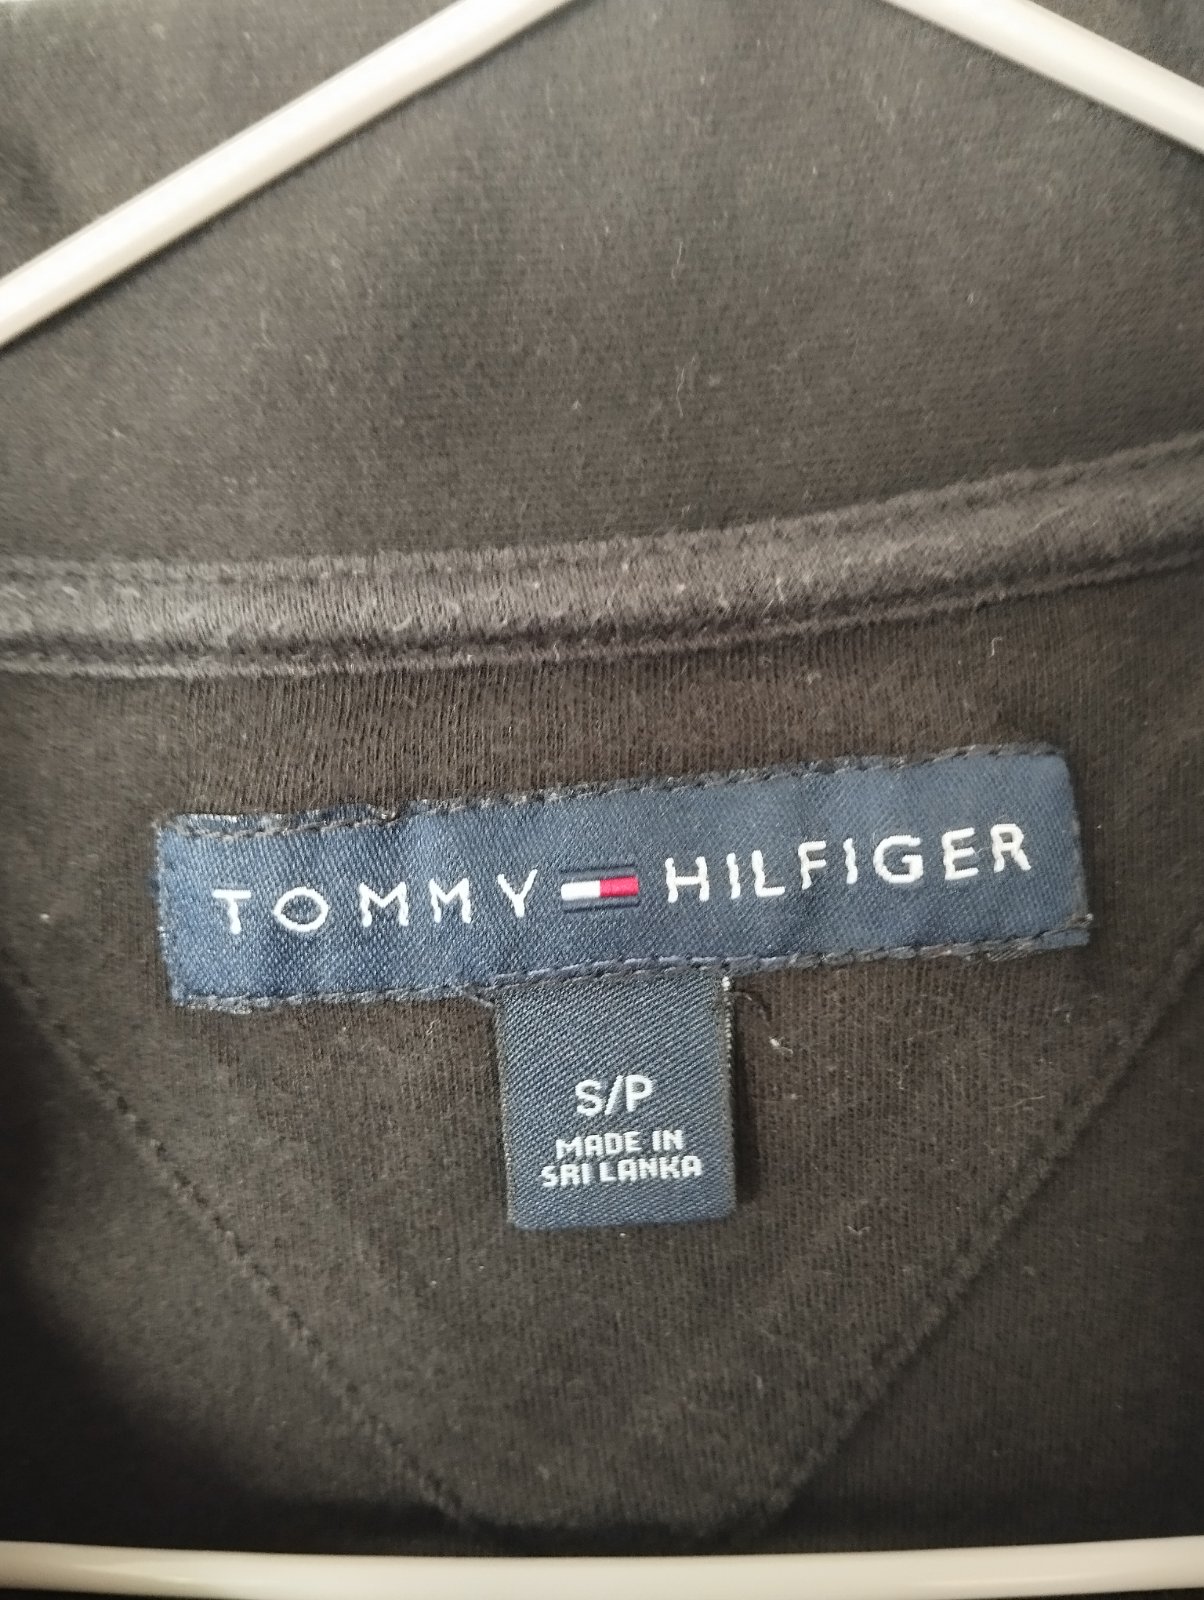 TOMMY HILFIGER
S/P
MADE IN
SRI LANKA